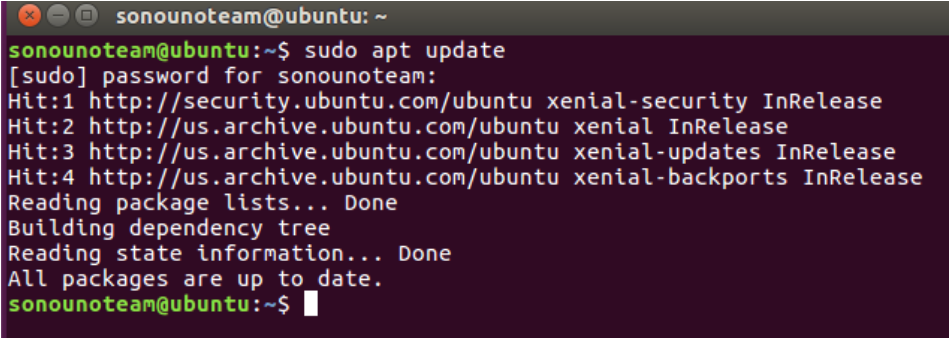 sonounoteam@ubuntu: ~
sonounoteam@ubuntu:~$ sudo apt update
[sudo] password for sonounoteam:
Hit:1 http://security.ubuntu.com/ubuntu xenial-security InRelease
Hit:2 http://us.archive.ubuntu.com/ubuntu xenial InRelease
Hit:3 http://us.archive.ubuntu.com/ubuntu xenial-updates InRelease
Hit:4 http://us.archive.ubuntu.com/ubuntu xenial-backports InRelease
Reading package lists... Done
Building dependency tree
Reading state information... Done
All packages are up to date.
sonounoteam@ubuntu:~$